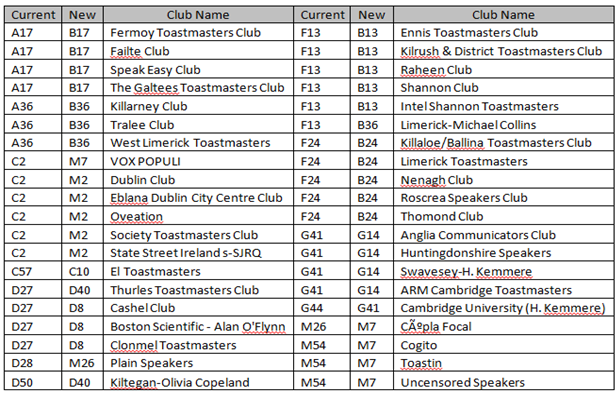 Current New Club Name Current New Club Name
A17 B17 Fermoy Toastmasters Club F13 B13 Ennis Toastmasters Club
A17 B17 Failte Club F13 B13 Kilrush & District Toastmasters Club
A17 B17 Speak Easy Club F13 B13 Raheen Club
A17 B17 The Galtees Toastmasters Club F13 B13 Shannon Club
A36 B36 Killarney Club F13 B13 Intel Shannon Toastmasters
A36 B36 Tralee Club F13 B36 Limerick-Michael Collins
A36 B36 West Limerick Toastmasters F24 B24 Killaloe/Ballina Toastmasters Club
C2 M7 VOX POPULI F24 B24 Limerick Toastmasters
C2 M2 Dublin Club F24 B24 Nenagh Club
C2 M2 Eblana Dublin City Centre Club F24 B24 Roscrea Speakers Club
C2 M2 Oveation F24 B24 Thomond Club
C2 M2 Society Toastmasters Club G41 G14 Anglia Communicators Club
C2 M2 State Street Ireland s-SJRQ G41 G14 Huntingdonshire Speakers
C57 C10 El Toastmasters G41 G14 Swavesey-H. Kemmere
D27 D40 Thurles Toastmasters Club G41 G14 ARM Cambridge Toastmasters
D27 D8 Cashel Club G44 G41 Cambridge University (H. Kemmere)
D27 D8 Boston Scientific - Alan O'Flynn M26 M7 CÃºpla Focal
D27 D8 Clonmel Toastmasters M54 M7 Cogito
D28 M26 Plain Speakers M54 M7 Toastin
D50 D40 Kiltegan-Olivia Copeland M54 M7 Uncensored Speakers